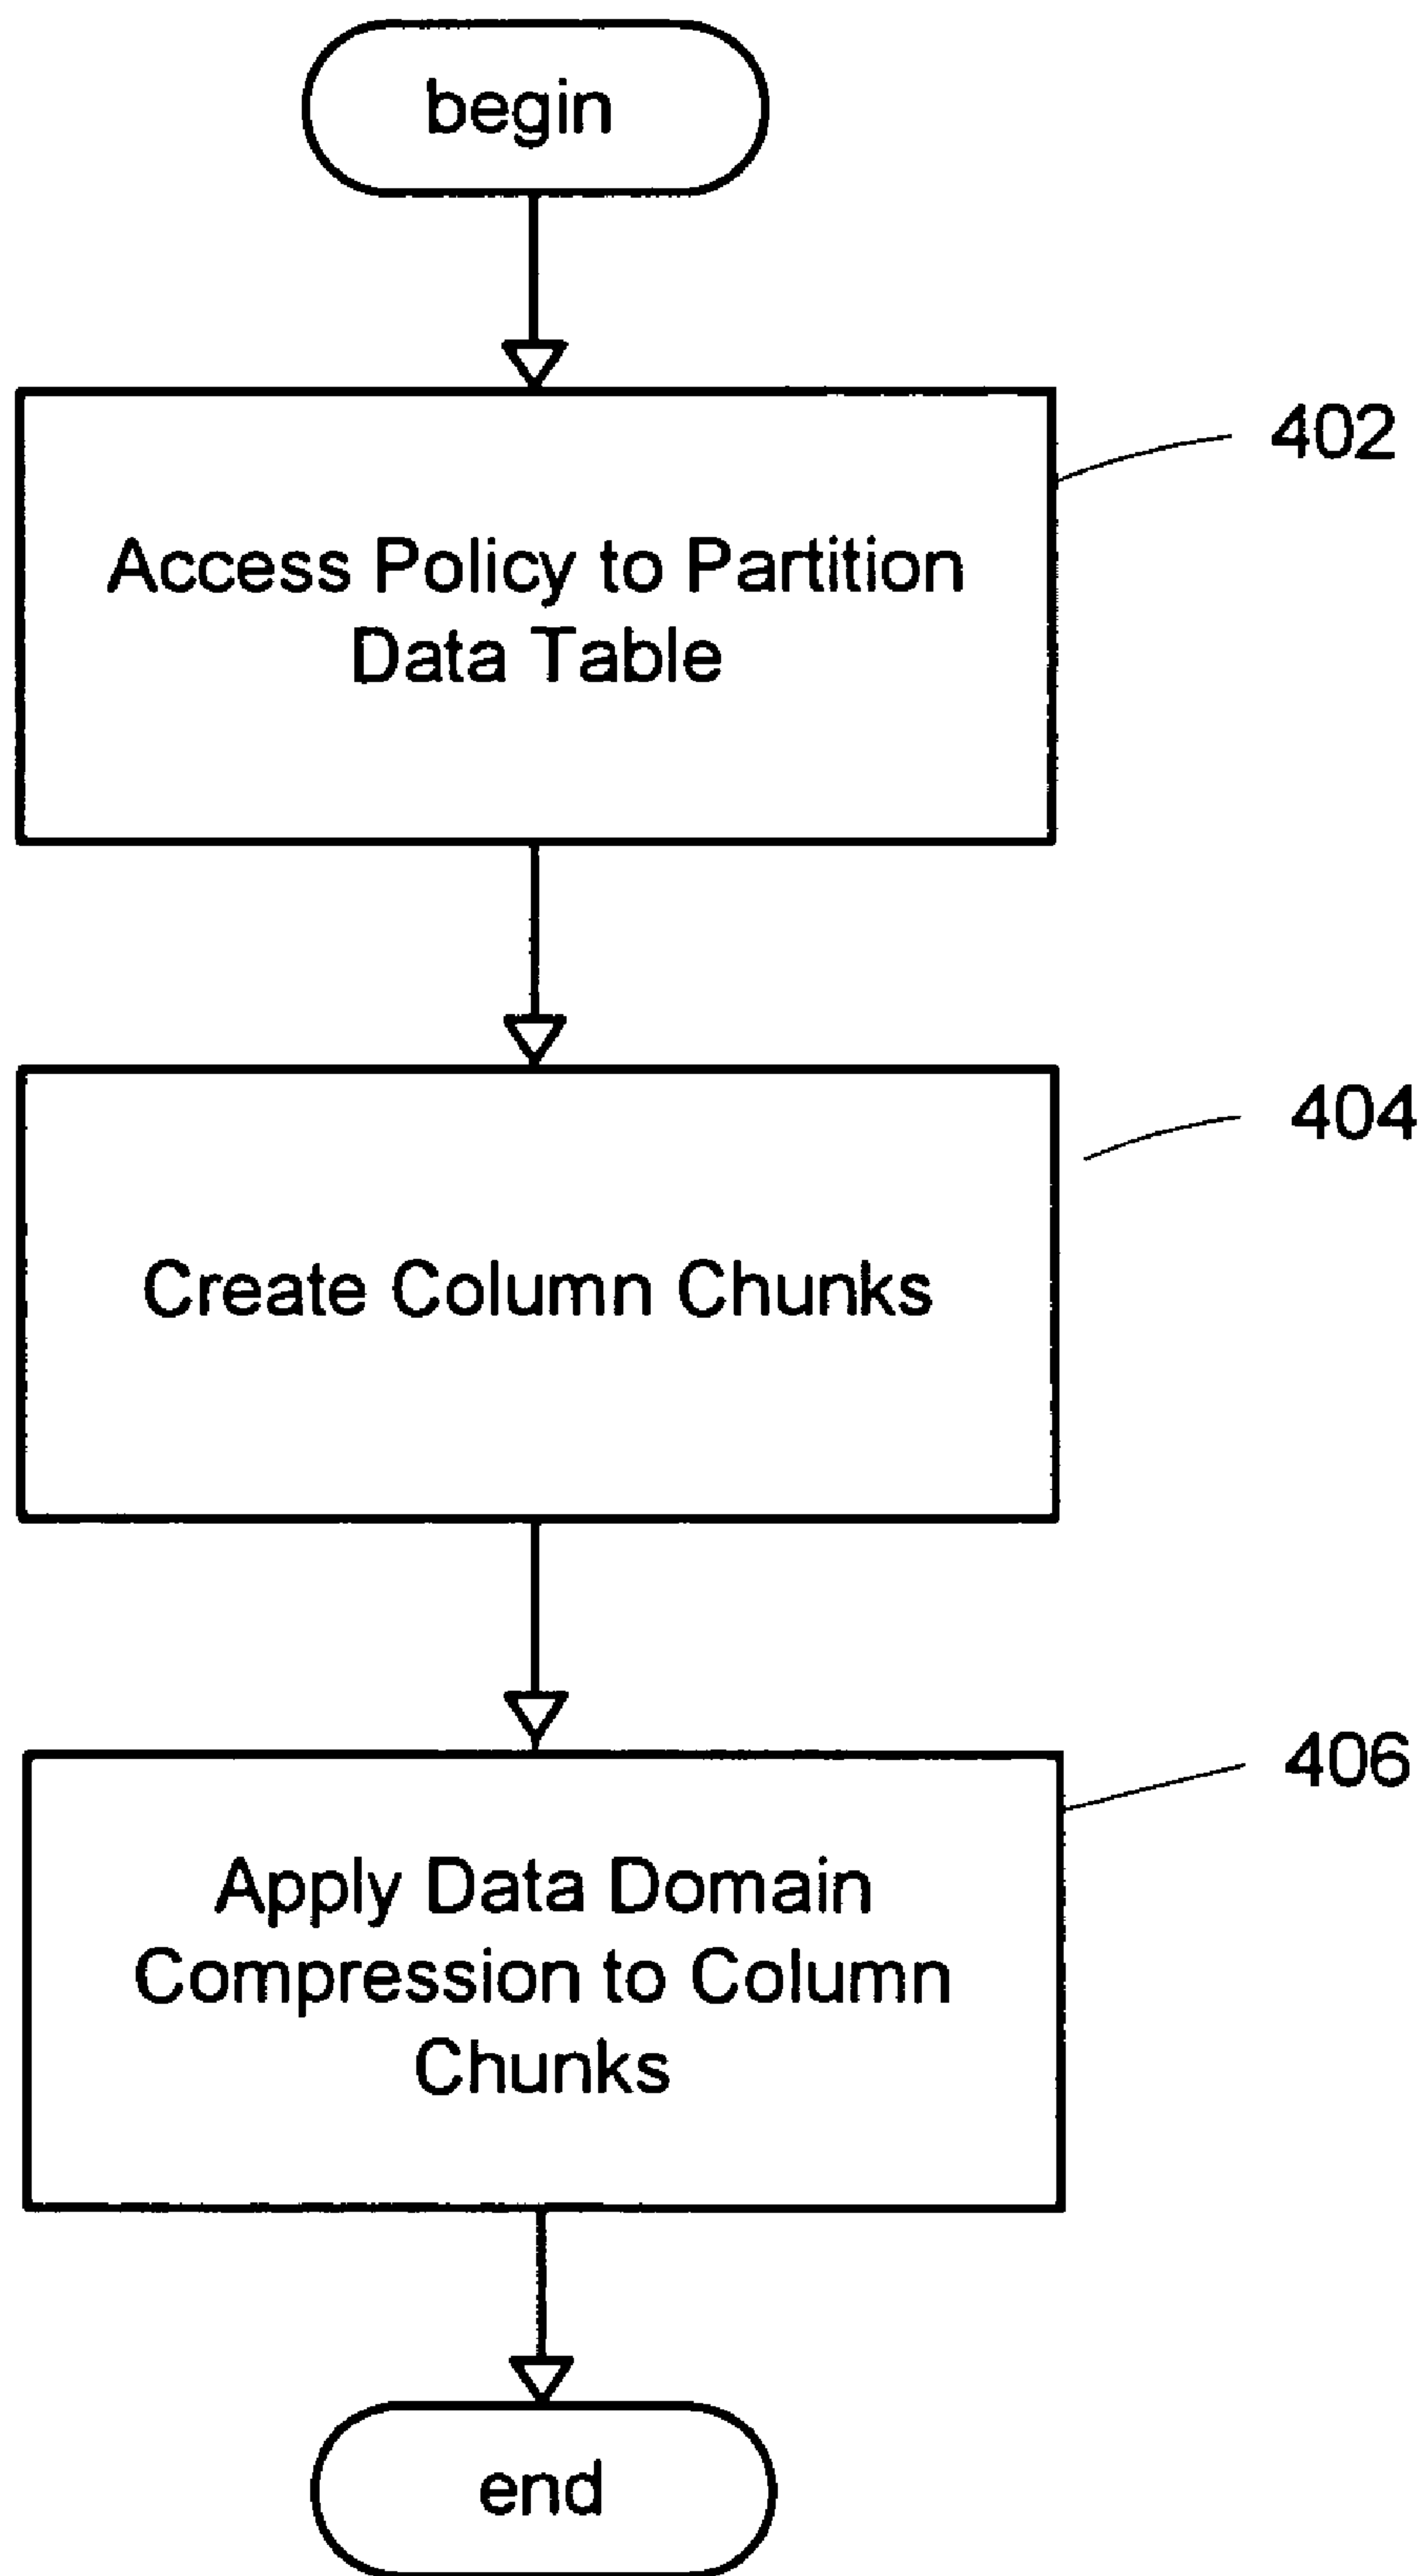 begin
402
Access Policy to Partition
Data Table
404
Create Column Chunks
406
Apply Data Domain
Compression to Column
Chunks
end